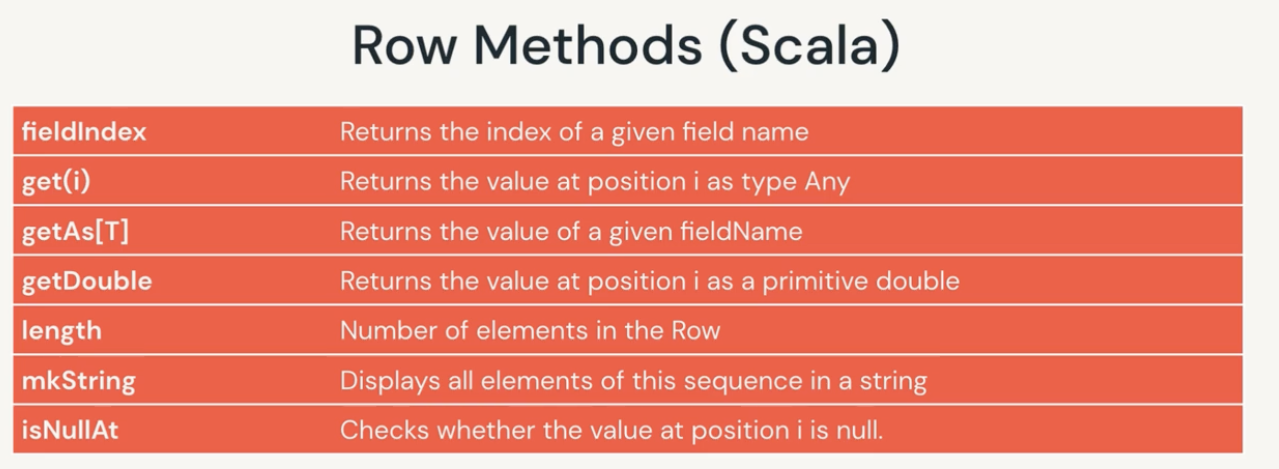 Row Methods (Scala)
fieldIndex Returns the index of a given field name
get(i) Returns the value at position i as type Any
getAs[T] Returns the value of a given fieldName
getDouble Returns the value at position i as a primitive double
length Number of elements in the Row
mkString Displays all elements of this sequence in a string
isNullAt Checks whether the value at position i is null.